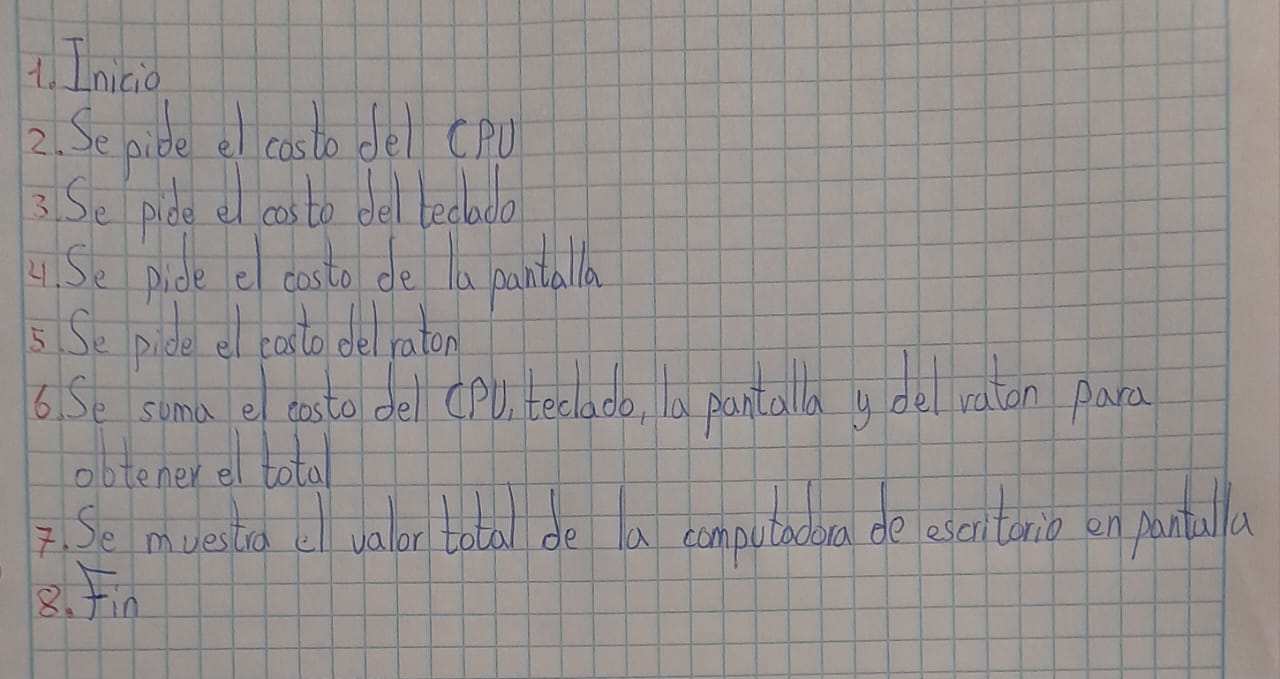 1. Inicio
2. Se pide el costo del CPU
3. Se pide el costo del teclado
4. Se pide el costo de la pantalla
5. Se pide el costo del raton
6. Se suma el costo del CPU, teclado, la pantalla y del raton para
obtener el total
7. Se muestra el valor total de la computadora de escritorio en pantalla
8. Fin